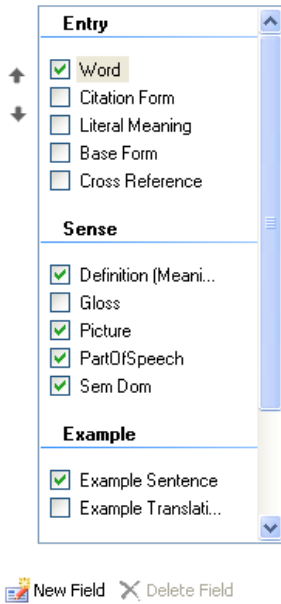 Entry
Word
Citation Form
Literal Meaning
Base Form
Cross Reference
Sense
Definition (Meani...
Gloss
Picture
PartOfSpeech
Sem Dom
Example
Example Sentence
Example Translati...
New Field Delete Field